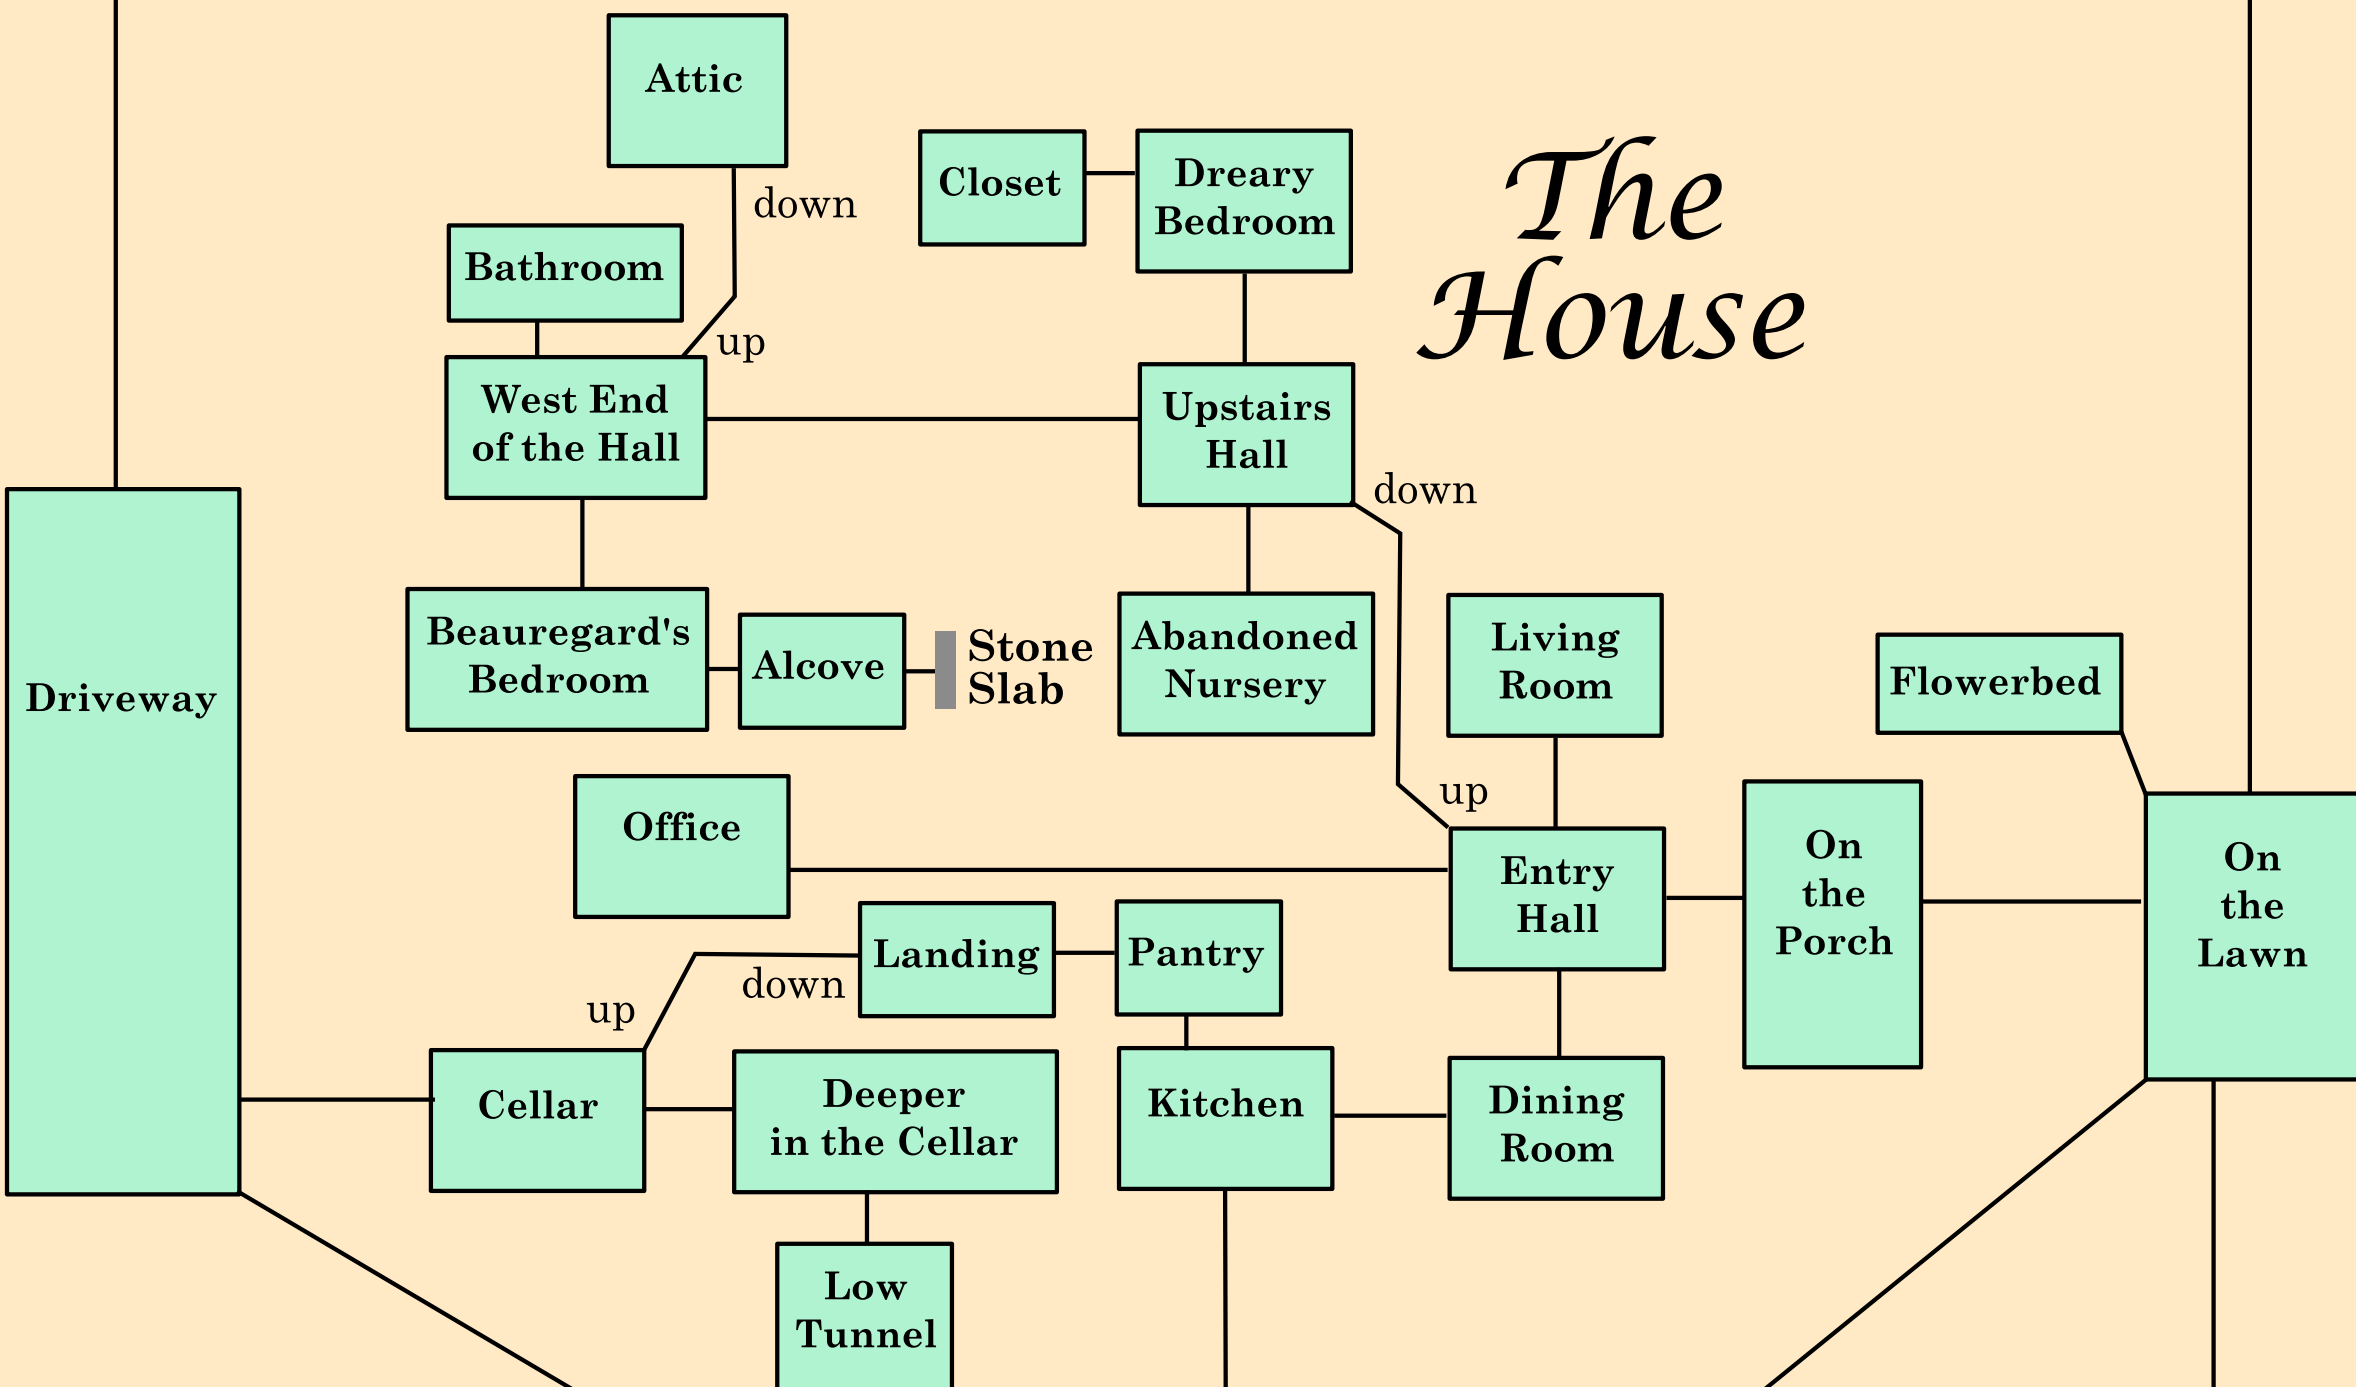 Attic
down
Closet
Dreary
Bedroom
The
House
Bathroom
up
West End
of the Hall
Upstairs
Hall
down
Driveway
Beauregard's
Bedroom
Alcove
Stone
Slab
Abandoned
Nursery
Living
Room
Flowerbed
Office
up
Entry
Hall
On
the
Porch
On
the
Lawn
Landing
Pantry
down
up
Cellar
Deeper
in the Cellar
Kitchen
Dining
Room
Low
Tunnel